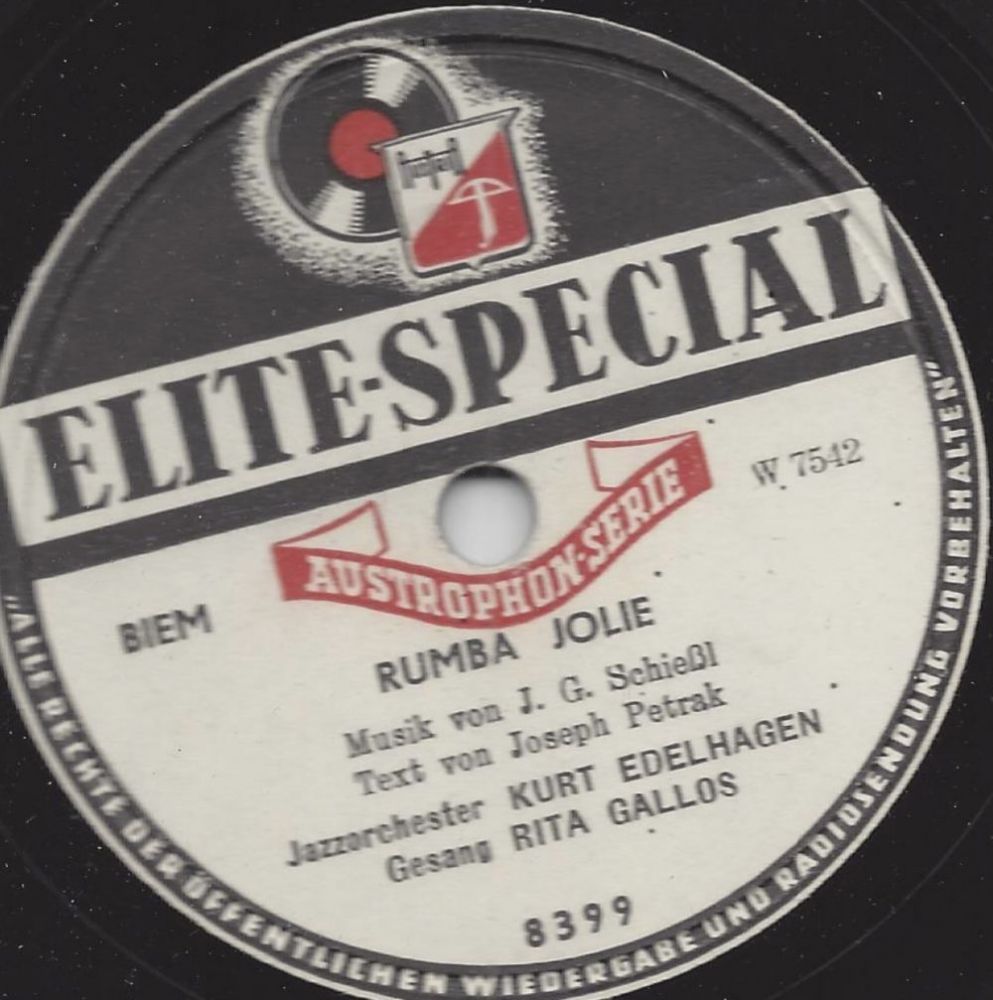 ELITE-SPECIAL
AUSTROPHON-SERIE
W 7542
BIEM
RUMBA JOLIE
Musik von J. G. Schießl
Text von Joseph Petrak
Jazzorchester KURT EDELHAGEN
Gesang RITA GALLOS
8399
„ALLE RECHTE DER ÖFFENTLICHEN WIEDERGABE UND RADIOSENDUNG VORBEHALTEN”